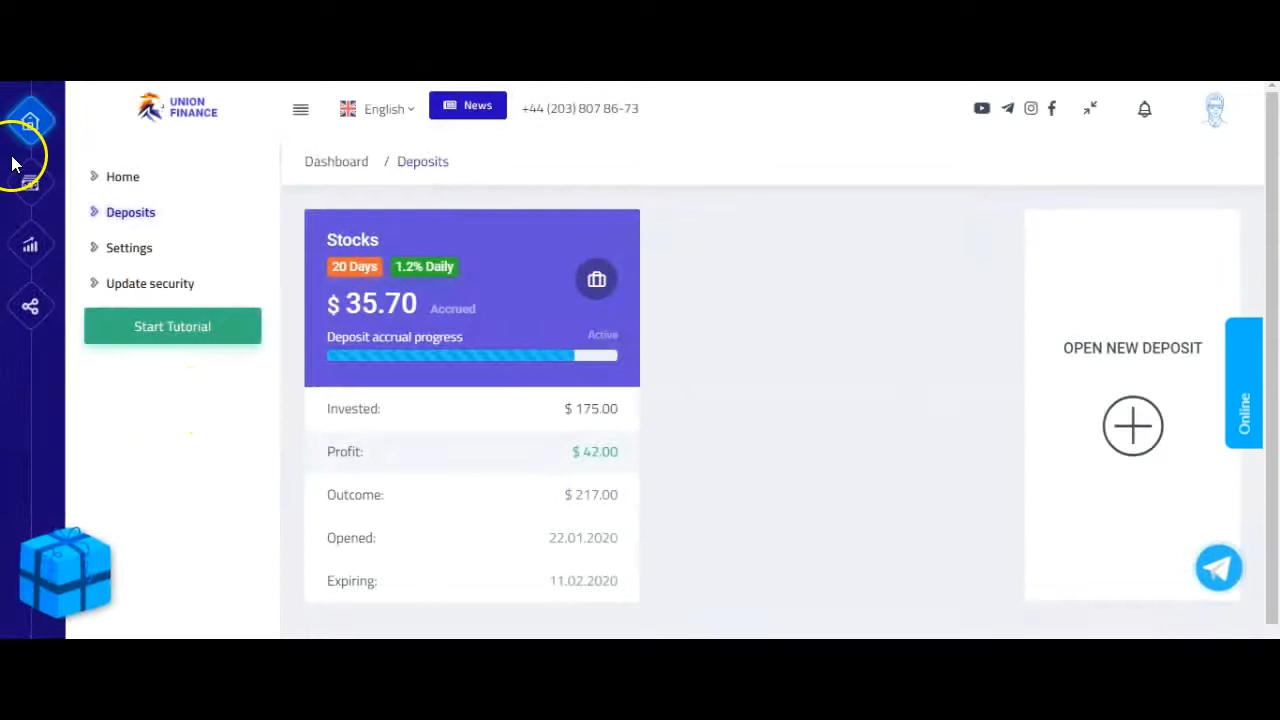 UNION
FINANCE
English
News
+44 (203) 807 86-73
Home
Deposits
Settings
Update security
Start Tutorial
Dashboard / Deposits
Stocks
20 Days 1.2% Daily
$ 35.70 Accrued
Deposit accrual progress Active
Invested: $ 175.00
Profit: $ 42.00
Outcome: $ 217.00
Opened: 22.01.2020
Expiring: 11.02.2020
OPEN NEW DEPOSIT
Online